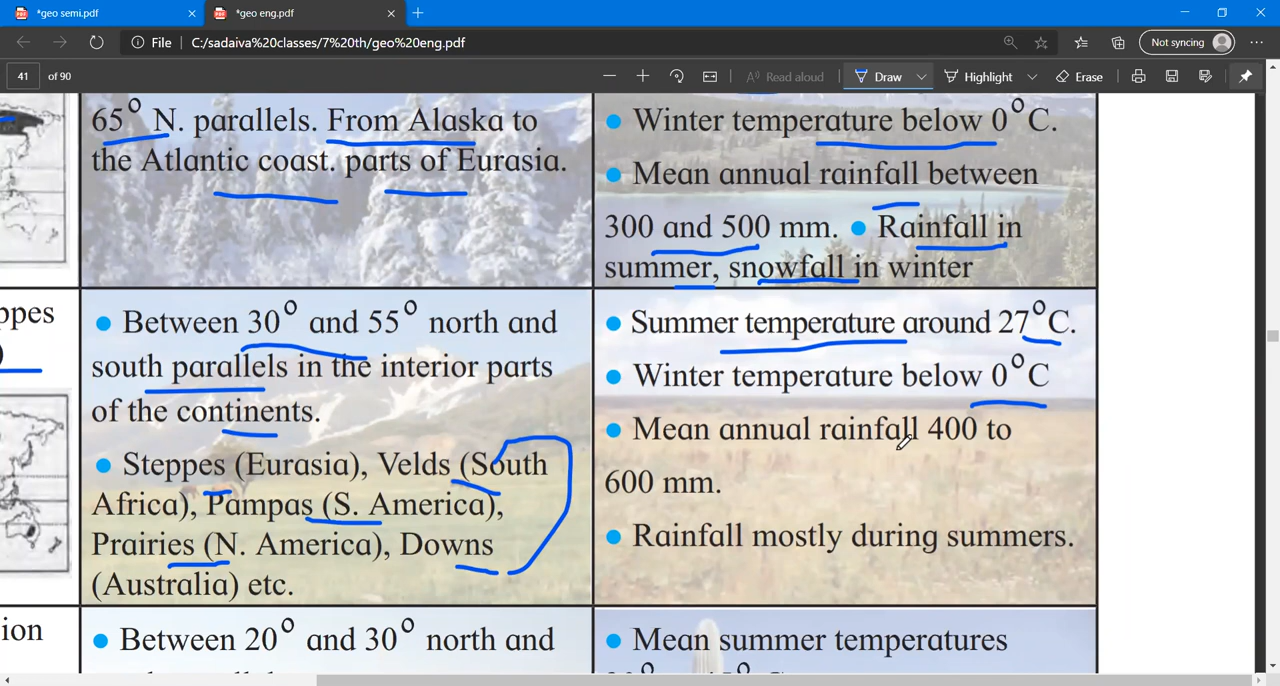 *geo semi.pdf
*geo eng.pdf
File
C:/sadaiva%20classes/7%20th/geo%20eng.pdf
Not syncing
41 of 90
Read aloud
Draw
Highlight
Erase
65° N. parallels. From Alaska to
the Atlantic coast. parts of Eurasia.
• Winter temperature below 0°C.
• Mean annual rainfall between
300 and 500 mm. • Rainfall in
summer, snowfall in winter
• Between 30° and 55° north and
south parallels in the interior parts
of the continents.
• Steppes (Eurasia), Velds (South
Africa), Pampas (S. America),
Prairies (N. America), Downs
(Australia) etc.
• Summer temperature around 27°C.
• Winter temperature below 0°C
• Mean annual rainfall 400 to
600 mm.
• Rainfall mostly during summers.
• Between 20° and 30° north and
• Mean summer temperatures